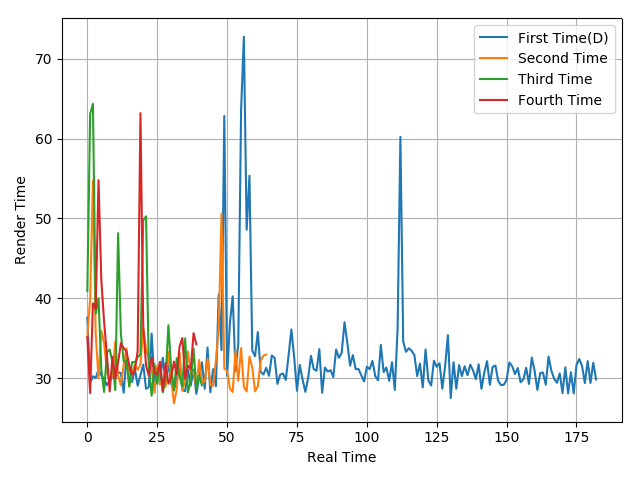 First Time(D)
Second Time
Third Time
Fourth Time
70
60
50
40
30
Render Time
0 25 50 75 100 125 150 175
Real Time